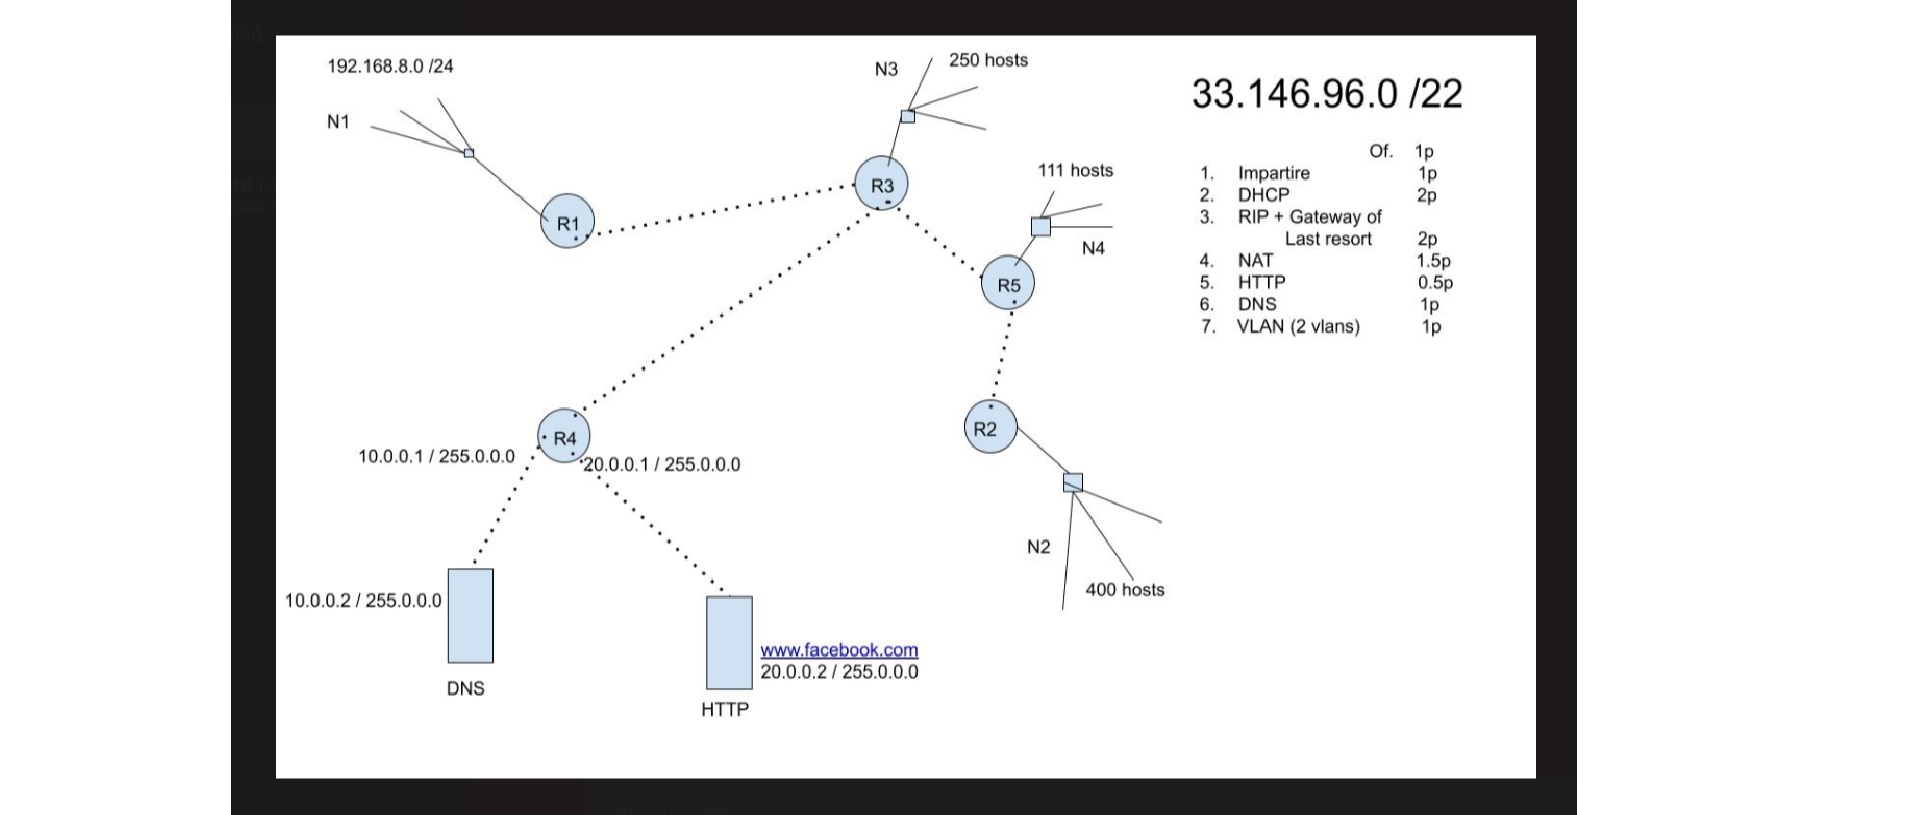 192.168.8.0 /24
N1
N3
250 hosts
33.146.96.0 /22
Of. 1p
1. Impartire 1p
2. DHCP 2p
3. RIP + Gateway of
Last resort 2p
4. NAT 1.5p
5. HTTP 0.5p
6. DNS 1p
7. VLAN (2 vlans) 1p
111 hosts
R3
R1
N4
R5
R4
R2
10.0.0.1 / 255.0.0.0
20.0.0.1 / 255.0.0.0
N2
400 hosts
10.0.0.2 / 255.0.0.0
DNS
www.facebook.com
20.0.0.2 / 255.0.0.0
HTTP